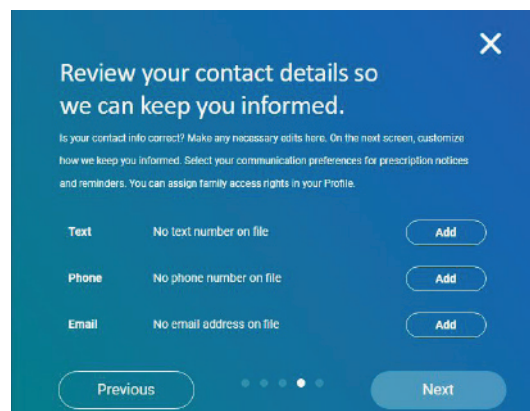 Review your contact details so
we can keep you informed.
Is your contact info correct? Make any necessary edits here. On the next screen, customize
how we keep you informed. Select your communication preferences for prescription notices
and reminders. You can assign family access rights in your Profile.
Text No text number on file Add
Phone No phone number on file Add
Email No email address on file Add
Previous Next